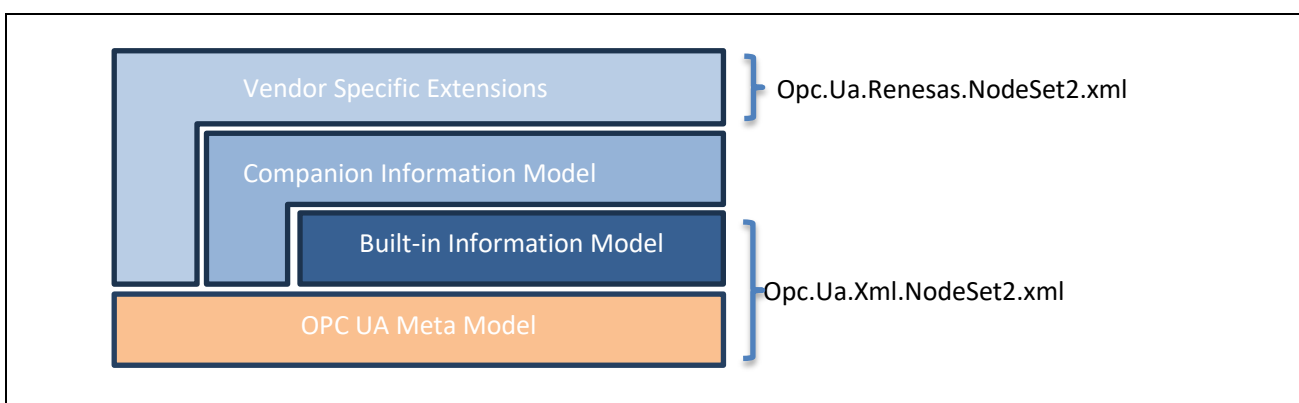 Vendor Specific Extensions
Opc.Ua.Renesas.NodeSet2.xml
Companion Information Model
Built-in Information Model
Opc.Ua.Xml.NodeSet2.xml
OPC UA Meta Model